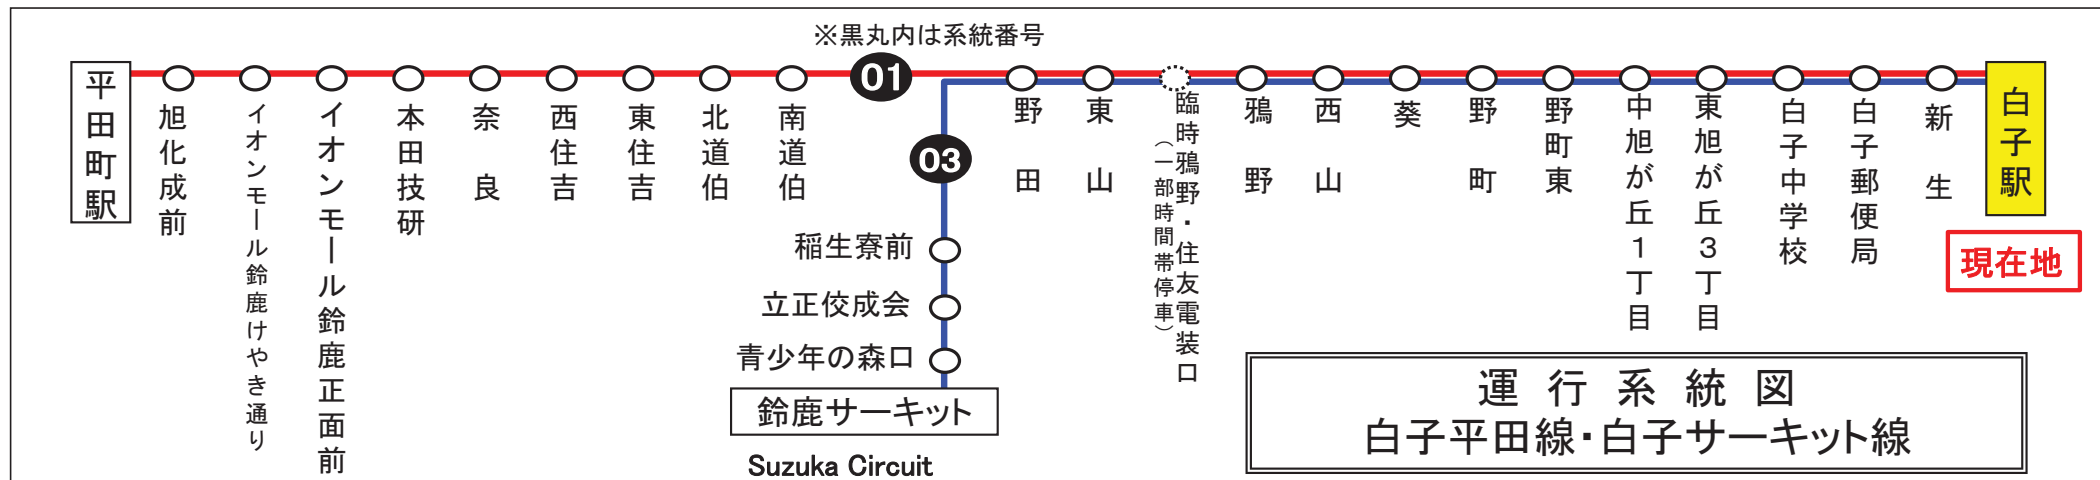 ※黒丸内は系統番号
平田町駅
旭化成前
イオンモール鈴鹿けやき通り
イオンモール鈴鹿正面前
本田技研
奈良
西住吉
東住吉
北道伯
南道伯
01
03
野田
東山
臨時鴉野・住友電装口
(一部時間帯停車)
鴉野
西山
葵
野町
野町東
中旭が丘1丁目
東旭が丘3丁目
白子中学校
白子郵便局
新生
白子駅
現在地
稲生寮前
立正佼成会
青少年の森口
鈴鹿サーキット
Suzuka Circuit
運行系統図
白子平田線・白子サーキット線